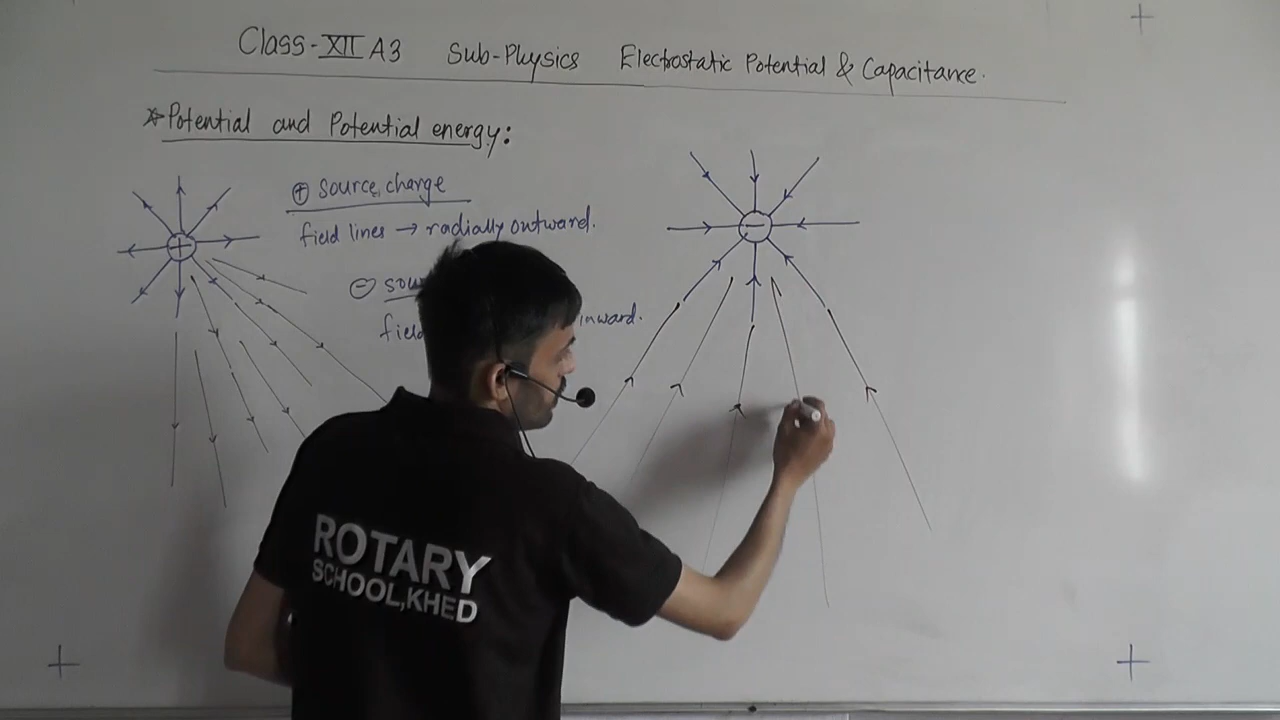 Class-XII A3 Sub-Physics Electrostatic Potential & Capacitance.
*Potential and Potential energy:
⊕ source charge
field lines → radially outward.
⊖
field inward.
+
−
ROTARY
SCHOOL,KHED